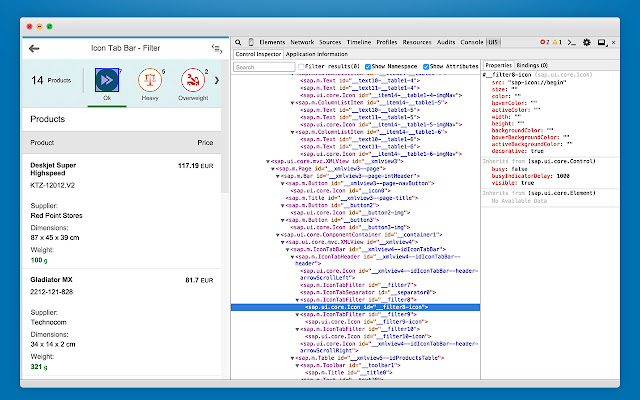 Icon Tab Bar - Filter
14 Products
7
5
2
Ok
Heavy
Overweight
Products
Product Price
Deskjet Super Highspeed 117.19 EUR
KTZ-12012.V2
Supplier:
Red Point Stores
Dimensions:
87 x 45 x 39 cm
Weight:
100 g
Gladiator MX 81.7 EUR
2212-121-828
Supplier:
Technocom
Dimensions:
34 x 14 x 2 cm
Weight:
321 g
Elements Network Sources Timeline Profiles Resources Audits Console UI5
2 1
Control Inspector Application Information
Search Filter results(0) Show Namespace Show Attributes
<sap.m.Text id="__text10-table1-4">
<sap.m.Text id="__text11-table1-4">
<sap.ui.core.Icon id="__item14-__table1-4-imgNav">
<sap.m.ColumnListItem id="__item14-__table1-5">
<sap.m.Text id="__text10-table1-5">
<sap.m.Text id="__text11-table1-5">
<sap.ui.core.Icon id="__item14-__table1-5-imgNav">
<sap.m.ColumnListItem id="__item14-__table1-6">
<sap.m.Text id="__text10-table1-6">
<sap.m.Text id="__text11-table1-6">
<sap.ui.core.Icon id="__item14-__table1-6-imgNav">
<sap.ui.core.mvc.XMLView id="__xmlview3">
<sap.m.Page id="__xmlview3--page">
<sap.m.Bar id="__xmlview3--page-intHeader">
<sap.m.Button id="__xmlview3--page-navButton">
<sap.ui.core.Icon id="__icon0">
<sap.m.Title id="__xmlview3--page-title">
<sap.m.Button id="__button2">
<sap.ui.core.Icon id="__button2-img">
<sap.m.Button id="__button3">
<sap.ui.core.Icon id="__button3-img">
<sap.ui.core.ComponentContainer id="__container1">
<sap.ui.core.mvc.XMLView id="__xmlview4">
<sap.m.IconTabBar id="__xmlview4--idIconTabBar">
<sap.m.IconTabHeader id="__xmlview4--idIconTabBar--
header">
<sap.ui.core.Icon id="__xmlview4--idIconTabBar--header-
arrowScrollLeft">
<sap.m.IconTabFilter id="__filter7">
<sap.m.IconTabSeparator id="__separator0">
<sap.m.IconTabFilter id="__filter8">
<sap.ui.core.Icon id="__filter8-icon">
<sap.m.IconTabFilter id="__filter9">
<sap.ui.core.Icon id="__filter9-icon">
<sap.m.IconTabFilter id="__filter10">
<sap.ui.core.Icon id="__filter10-icon">
<sap.ui.core.Icon id="__xmlview4--idIconTabBar--header-
arrowScrollRight">
<sap.m.Table id="__xmlview5--idProductsTable">
<sap.m.Toolbar id="__toolbar1">
<sap.m.Title id="__title0">
Properties Bindings (0)
#__filter8-icon (sap.ui.core.Icon)
src: "sap-icon://begin"
size: ""
color: ""
hoverColor: ""
activeColor: ""
width: ""
height: ""
backgroundColor: ""
hoverBackgroundColor: ""
activeBackgroundColor: ""
decorative: true
Inherits from (sap.ui.core.Control)
busy: false
busyIndicatorDelay: 1000
visible: true
Inherits from (sap.ui.core.Element)
No Available Data